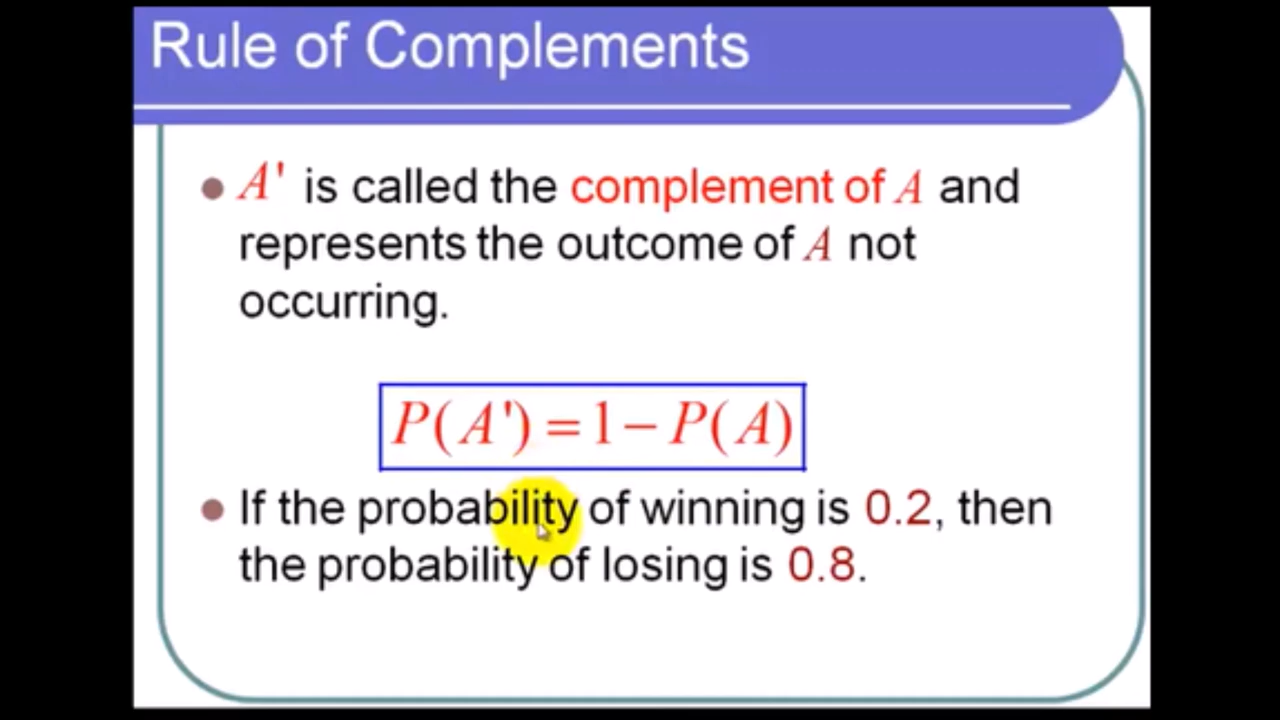 Rule of Complements
A' is called the complement of A and
represents the outcome of A not
occurring.
P(A') = 1 − P(A)
If the probability of winning is 0.2, then
the probability of losing is 0.8.